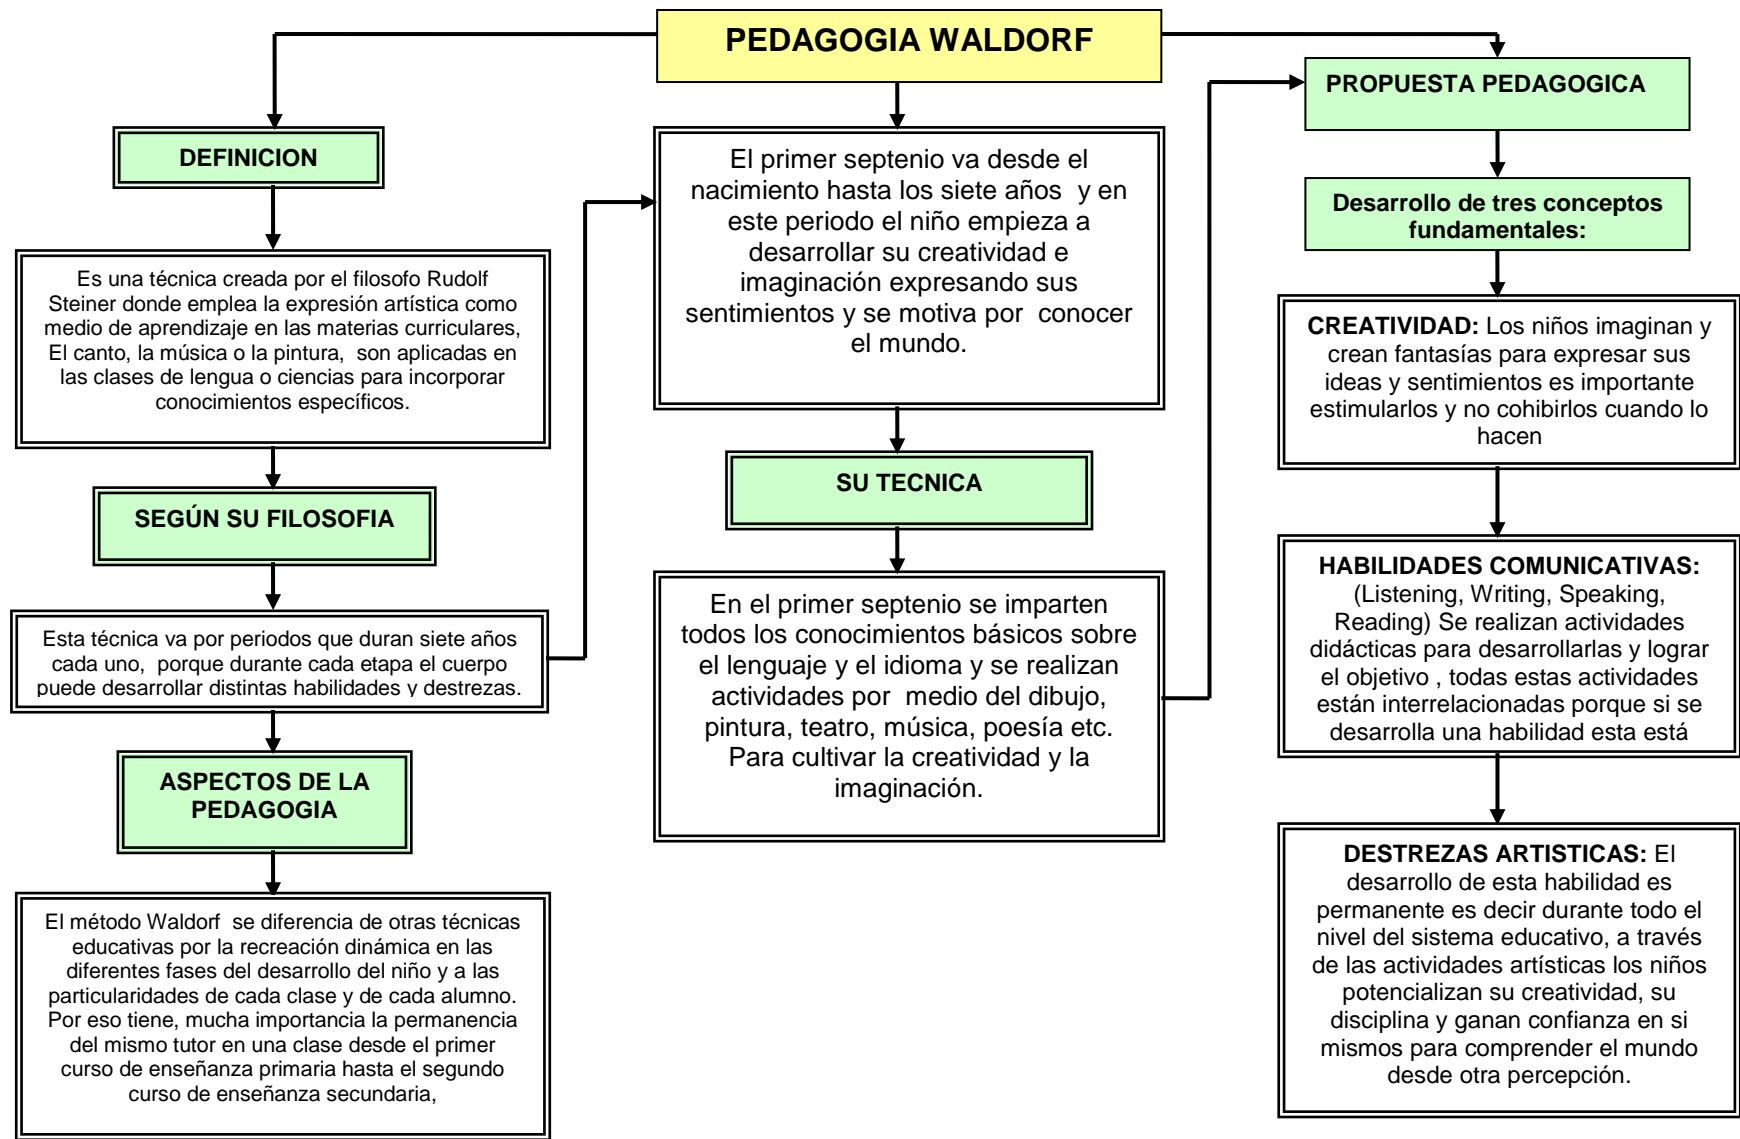 PEDAGOGIA WALDORF
DEFINICION
Es una técnica creada por el filosofo Rudolf
Steiner donde emplea la expresión artística como
medio de aprendizaje en las materias curriculares,
El canto, la música o la pintura, son aplicadas en
las clases de lengua o ciencias para incorporar
conocimientos específicos.
SEGÚN SU FILOSOFIA
Esta técnica va por periodos que duran siete años
cada uno, porque durante cada etapa el cuerpo
puede desarrollar distintas habilidades y destrezas.
ASPECTOS DE LA
PEDAGOGIA
El método Waldorf se diferencia de otras técnicas
educativas por la recreación dinámica en las
diferentes fases del desarrollo del niño y a las
particularidades de cada clase y de cada alumno.
Por eso tiene, mucha importancia la permanencia
del mismo tutor en una clase desde el primer
curso de enseñanza primaria hasta el segundo
curso de enseñanza secundaria,
El primer septenio va desde el
nacimiento hasta los siete años y en
este periodo el niño empieza a
desarrollar su creatividad e
imaginación expresando sus
sentimientos y se motiva por conocer
el mundo.
SU TECNICA
En el primer septenio se imparten
todos los conocimientos básicos sobre
el lenguaje y el idioma y se realizan
actividades por medio del dibujo,
pintura, teatro, música, poesía etc.
Para cultivar la creatividad y la
imaginación.
PROPUESTA PEDAGOGICA
Desarrollo de tres conceptos
fundamentales:
CREATIVIDAD: Los niños imaginan y
crean fantasías para expresar sus
ideas y sentimientos es importante
estimularlos y no cohibirlos cuando lo
hacen
HABILIDADES COMUNICATIVAS:
(Listening, Writing, Speaking,
Reading) Se realizan actividades
didácticas para desarrollarlas y lograr
el objetivo , todas estas actividades
están interrelacionadas porque si se
desarrolla una habilidad esta está
DESTREZAS ARTISTICAS: El
desarrollo de esta habilidad es
permanente es decir durante todo el
nivel del sistema educativo, a través
de las actividades artísticas los niños
potencializan su creatividad, su
disciplina y ganan confianza en si
mismos para comprender el mundo
desde otra percepción.